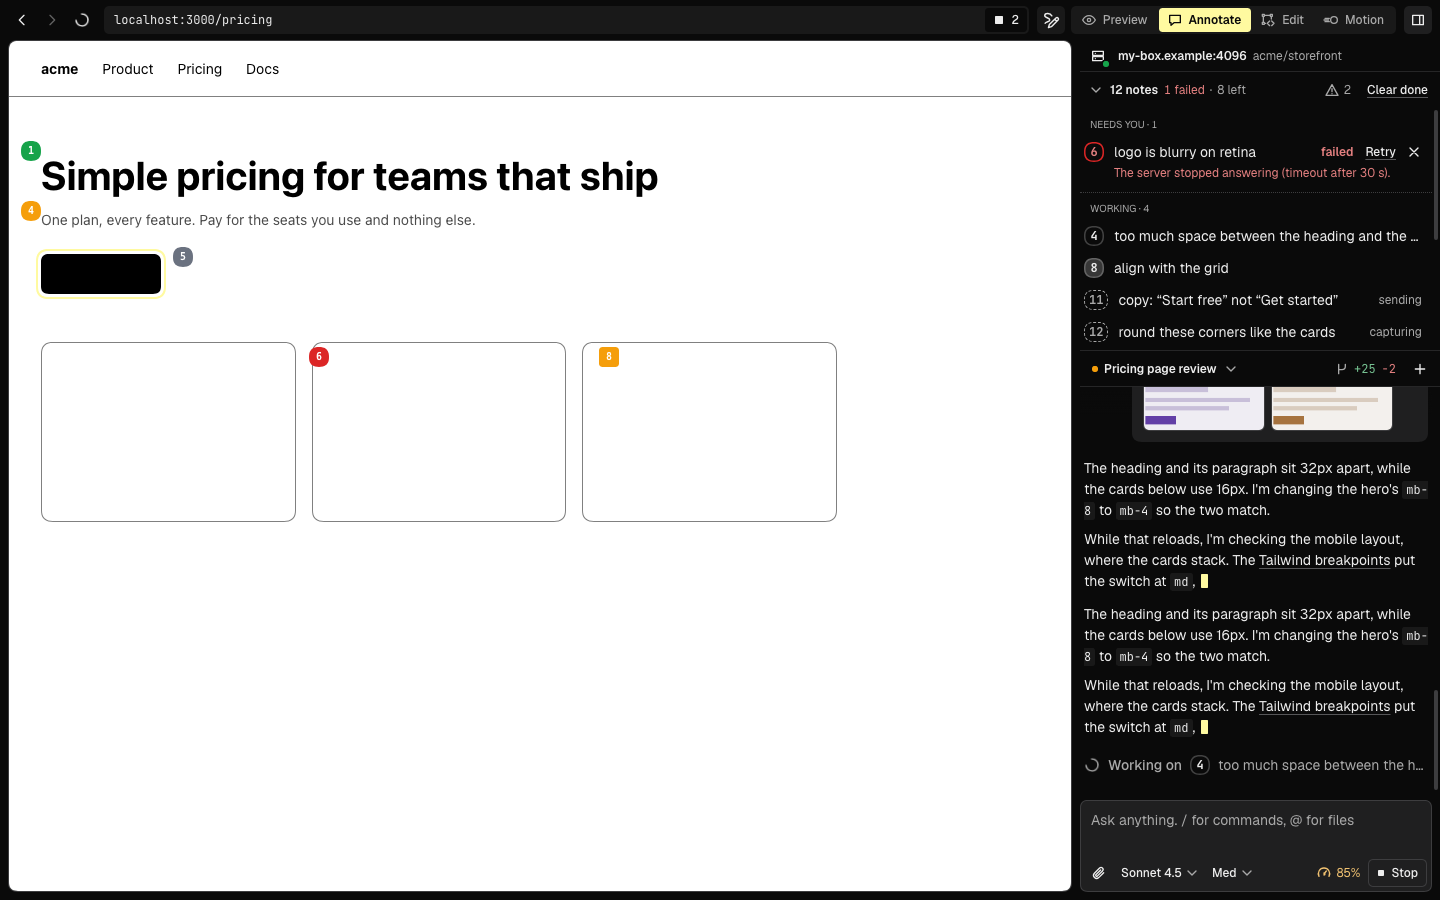 localhost:3000/pricing
2
Preview
Annotate
Edit
Motion
acme Product Pricing Docs
1
Simple pricing for teams that ship
4
One plan, every feature. Pay for the seats you use and nothing else.
5
6
8
my-box.example:4096 acme/storefront
12 notes 1 failed · 8 left 2 Clear done
NEEDS YOU · 1
6 logo is blurry on retina failed Retry
The server stopped answering (timeout after 30 s).
WORKING · 4
4 too much space between the heading and the …
8 align with the grid
11 copy: “Start free” not “Get started” sending
12 round these corners like the cards capturing
Pricing page review +25 -2
The heading and its paragraph sit 32px apart, while
the cards below use 16px. I'm changing the hero's mb-
8 to mb-4 so the two match.
While that reloads, I'm checking the mobile layout,
where the cards stack. The Tailwind breakpoints put
the switch at md,
The heading and its paragraph sit 32px apart, while
the cards below use 16px. I'm changing the hero's mb-
8 to mb-4 so the two match.
While that reloads, I'm checking the mobile layout,
where the cards stack. The Tailwind breakpoints put
the switch at md,
Working on 4 too much space between the h…
Ask anything. / for commands, @ for files
Sonnet 4.5 Med 85% Stop